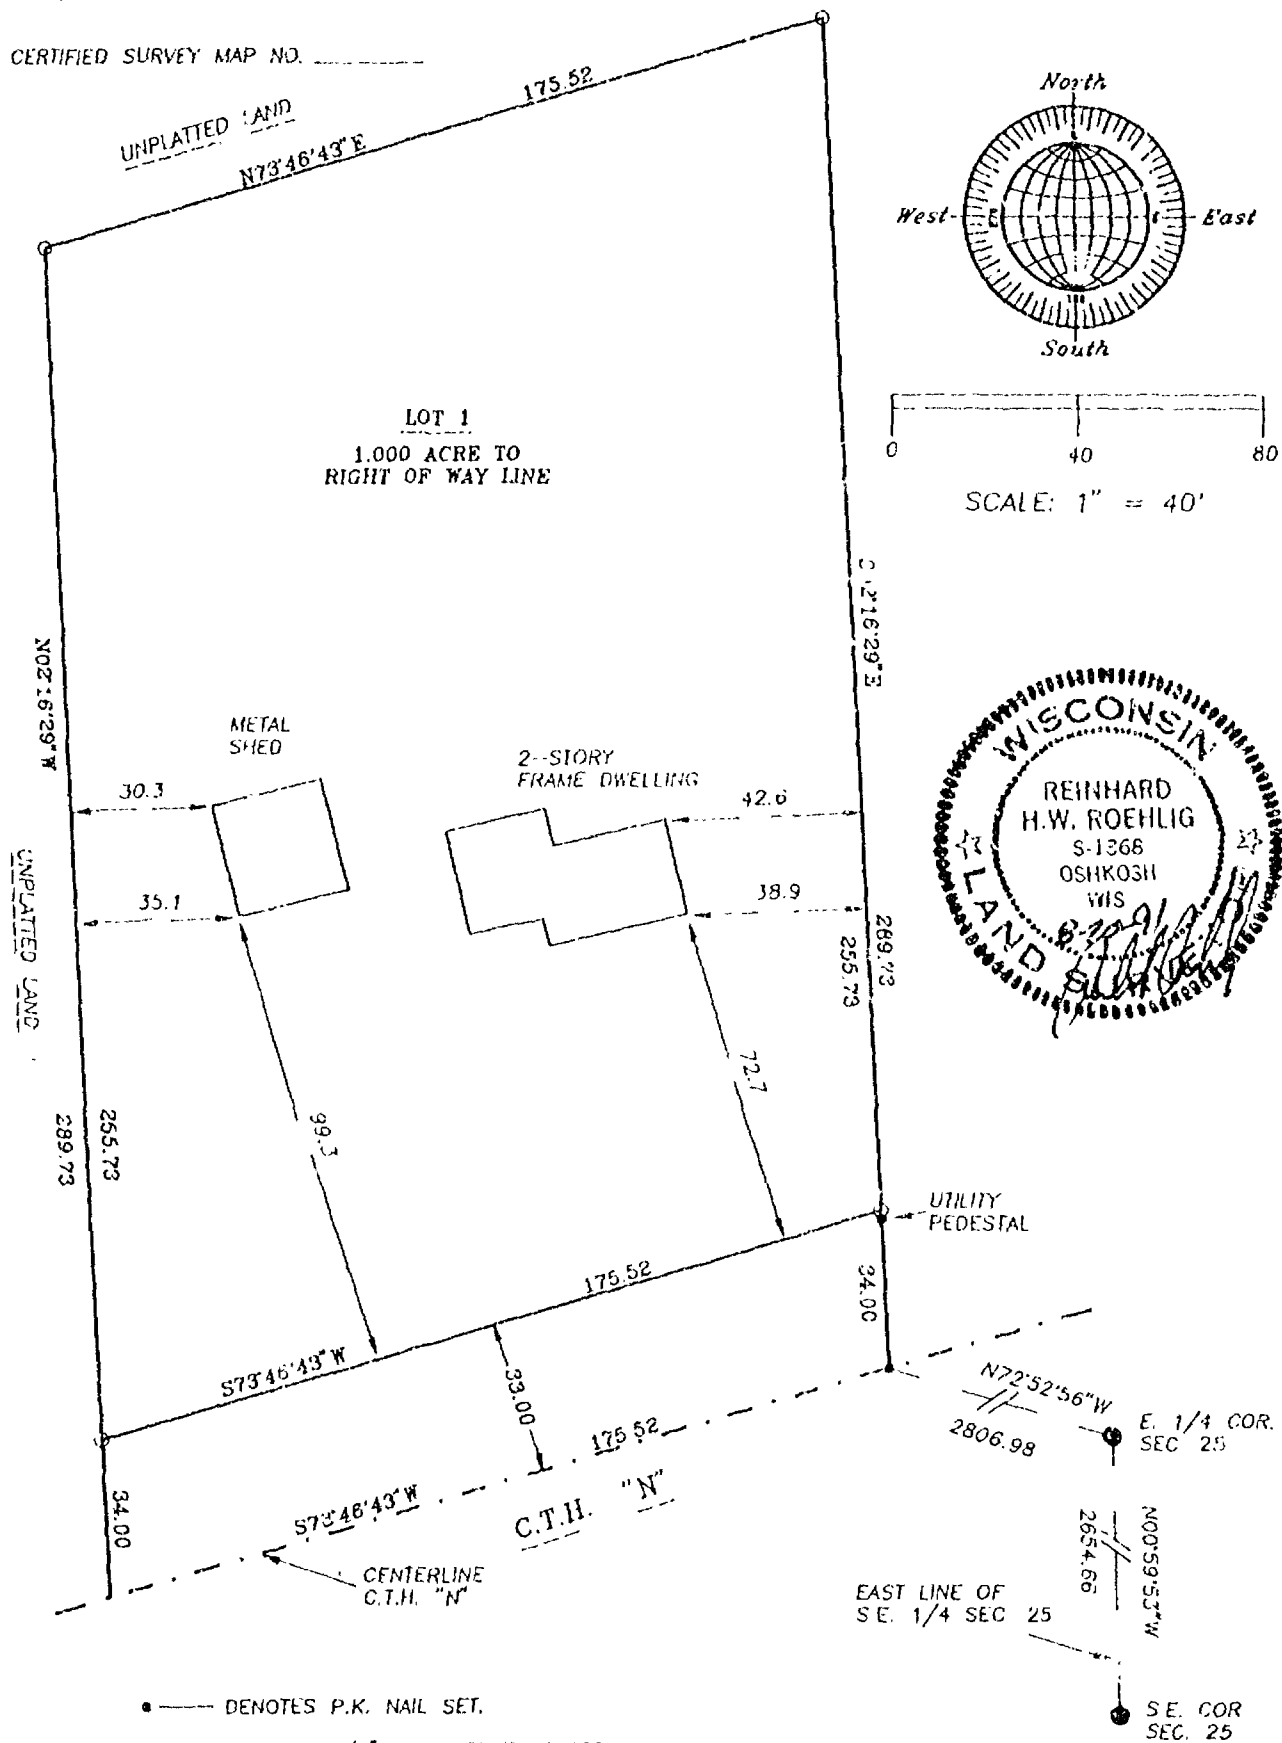 CERTIFIED SURVEY MAP NO.
175.52
UNPLATTED LAND
N73°46'43"E
North
West
East
South
LOT 1
1.000 ACRE TO
RIGHT OF WAY LINE
0 40 80
SCALE: 1" = 40'
N02°16'29"W
2°16'29"E
METAL
SHED
2-STORY
FRAME DWELLING
30.3
42.6
35.1
38.9
WISCONSIN
REINHARD
H.W. ROEHLIG
S-1368
OSHKOSH
WIS
LAND
UNPLATTED LAND
289.73
255.73
72.7
99.3
255.73
289.73
UTILITY
PEDESTAL
175.52
34.00
S73°46'43"W
33.00
N72°52'56"W
2806.98
E. 1/4 COR.
SEC 25
175.52
S73°46'43"W
C.T.H. "N"
34.00
CENTERLINE
C.T.H. "N"
N00°59'53"W
2654.66
EAST LINE OF
S.E. 1/4 SEC 25
DENOTES P.K. NAIL SET.
S.E. COR
SEC. 25